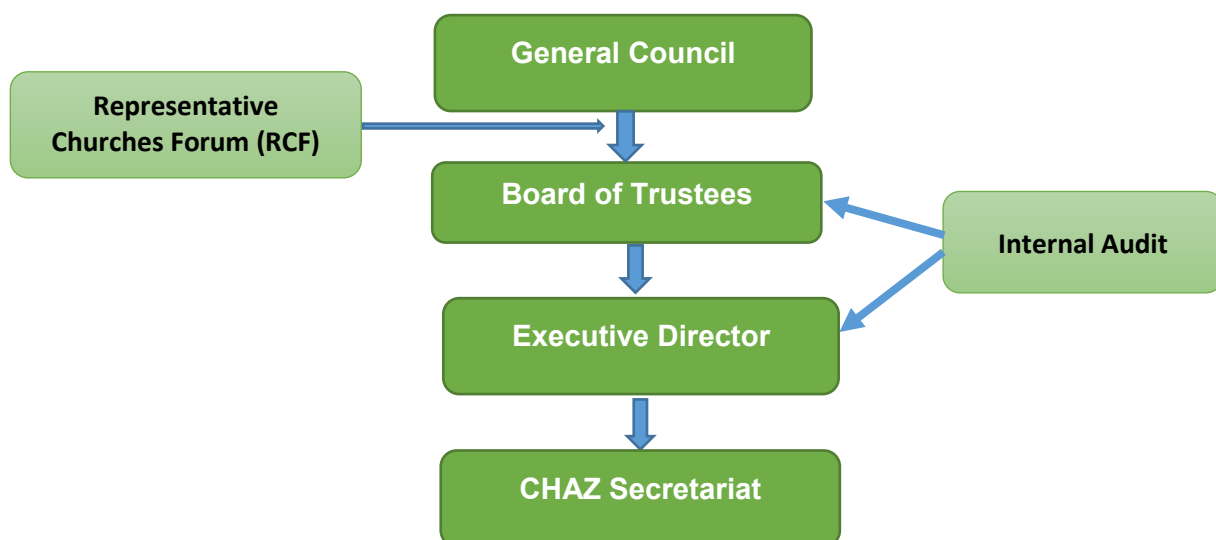 General Council
Representative
Churches Forum (RCF)
Board of Trustees
Internal Audit
Executive Director
CHAZ Secretariat